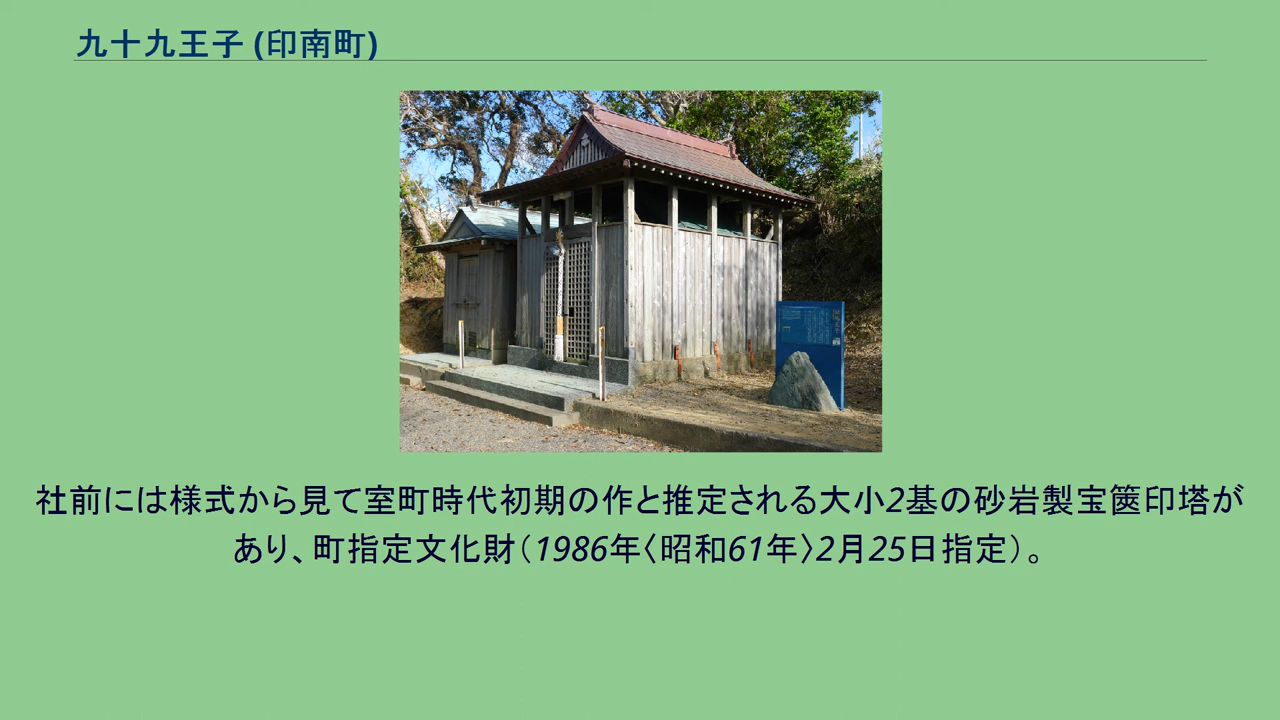 九十九王子 (印南町)
社前には様式から見て室町時代初期の作と推定される大小2基の砂岩製宝篋印塔が
あり、町指定文化財（1986年〈昭和61年〉2月25日指定）。